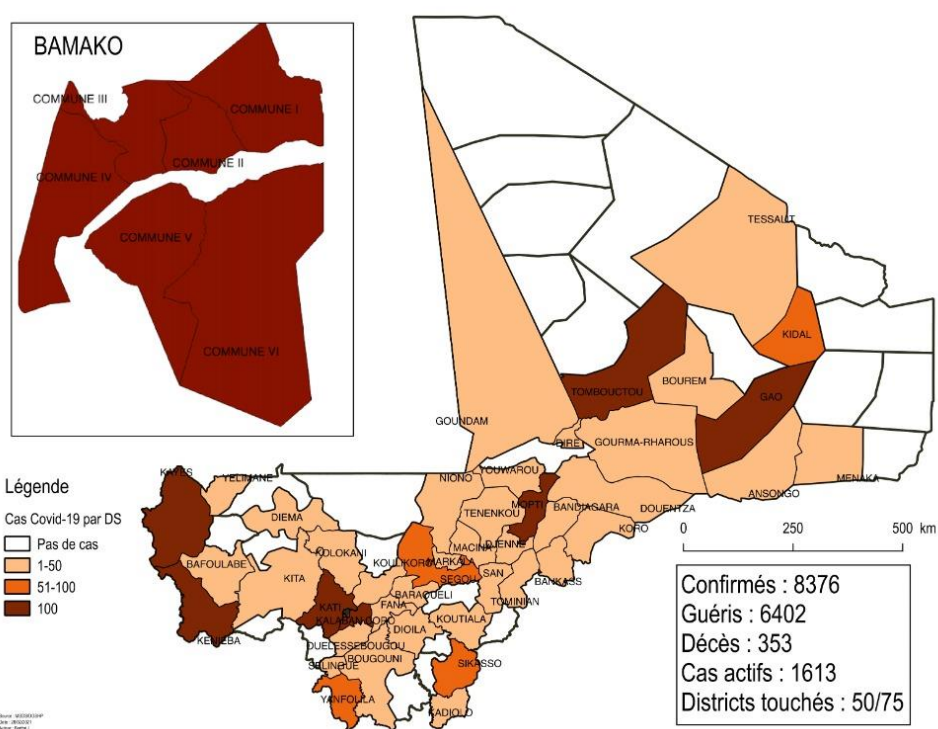 BAMAKO
COMMUNE III
COMMUNE I
COMMUNE II
COMMUNE IV
COMMUNE V
COMMUNE VI
TESSALIT
KIDAL
TOMBOUCTOU
BOUREM
GAO
GOUNDAM
DIRE
GOURMA-RHAROUS
MENAKA
ANSONGO
KAYES
YELIMANE
NIONO
YOUWAROU
MOPTI
BANDIAGARA
DOUENTZA
DIEMA
TENENKOU
KORO
KOLOKANI
MACINA
DJENNE
BAFOULABE
KOULIKORO
MARKALA
SEGOU
SAN
BANKASS
KITA
BARAOUELI
TOMINIAN
KATI
FANA
KALABAN CORO
DIOILA
KOUTIALA
KENIEBA
OUELESSEBOUGOU
BOUGOUNI
SELINGUE
SIKASSO
YANFOLILA
KADIOLO
Légende
Cas Covid-19 par DS
Pas de cas
1-50
51-100
100
0 250 500 km
Confirmés : 8376
Guéris : 6402
Décès : 353
Cas actifs : 1613
Districts touchés : 50/75